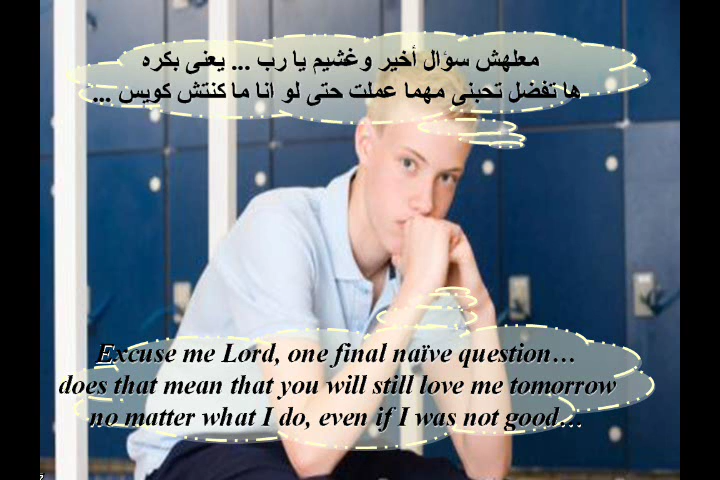 معلهش سؤال أخير وغشيم يا رب ... يعنى بكره
ها تفضل تحبنى مهما عملت حتى لو انا ما كنتش كويس ...
Excuse me Lord, one final naïve question…
does that mean that you will still love me tomorrow
no matter what I do, even if I was not good…